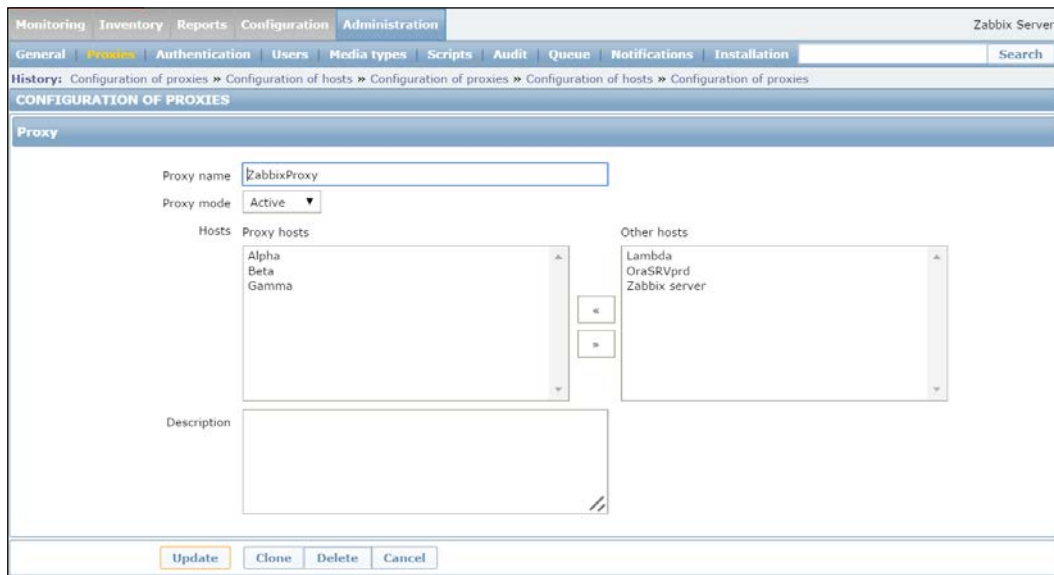 Monitoring Inventory Reports Configuration Administration Zabbix Server
General | Proxies | Authentication | Users | Media types | Scripts | Audit | Queue | Notifications | Installation Search
History: Configuration of proxies » Configuration of hosts » Configuration of proxies » Configuration of hosts » Configuration of proxies
CONFIGURATION OF PROXIES
Proxy
Proxy name ZabbixProxy
Proxy mode Active
Hosts Proxy hosts Other hosts
Alpha Lambda
Beta OraSRVprd
Gamma Zabbix server
«
»
Description
Update Clone Delete Cancel